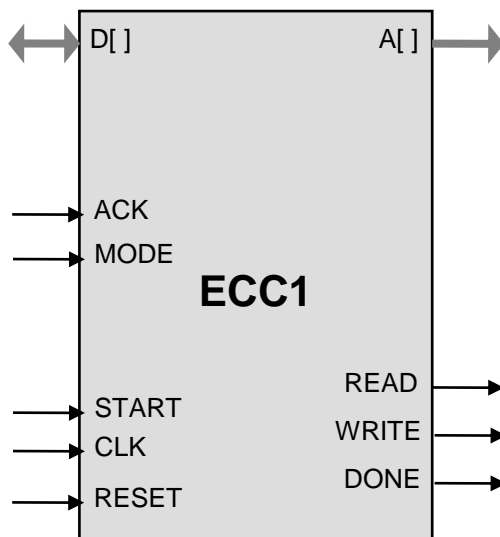 D[ ] A[ ]
ACK
MODE
ECC1
READ
START
WRITE
CLK
DONE
RESET